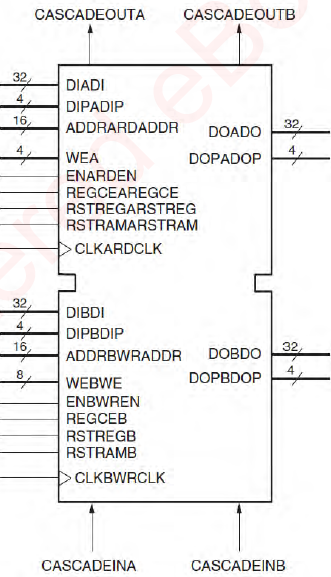 CASCADEOUTA CASCADEOUTB
32 DIADI
4 DIPADIP
16 ADDRARDADDR
DOADO 32
4 WEA
DOPADOP 4
ENARDEN
REGCEAREGCE
RSTREGARSTREG
RSTRAMARSTRAM
CLKARDCLK
32 DIBDI
4 DIPBDIP
16 ADDRBWRADDR
DOBDO 32
8 WEBWE
DOPBDOP 4
ENBWREN
REGCEB
RSTREGB
RSTRAMB
CLKBWRCLK
CASCADEINA CASCADEINB